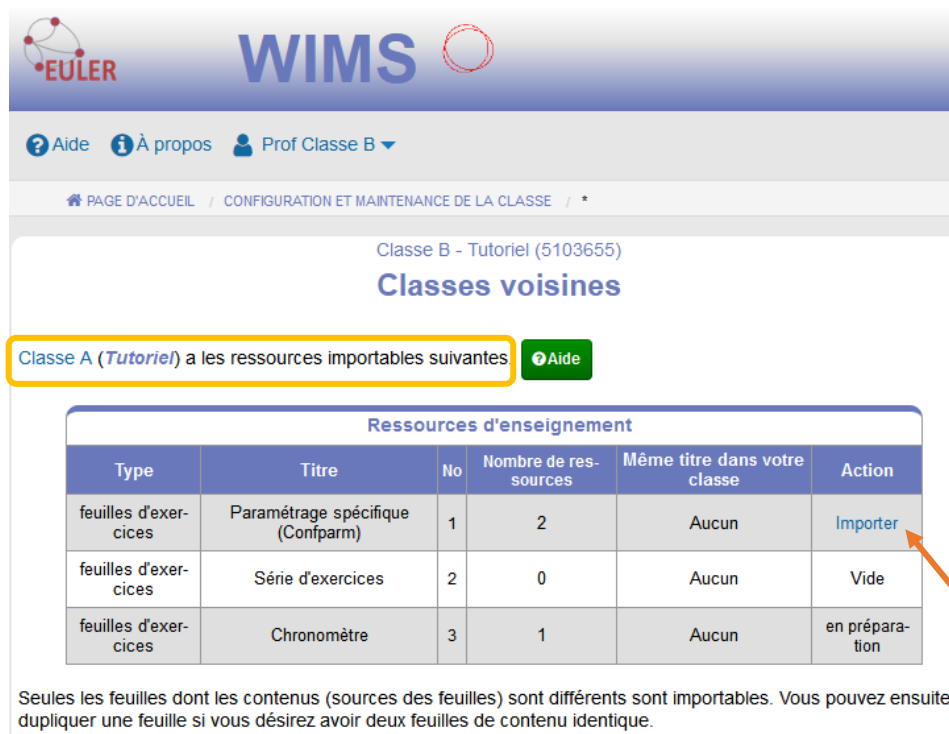 EULER
WIMS
Aide À propos Prof Classe B
PAGE D'ACCUEIL / CONFIGURATION ET MAINTENANCE DE LA CLASSE / *
Classe B - Tutoriel (5103655)
Classes voisines
Classe A (Tutoriel) a les ressources importables suivantes. Aide
Ressources d'enseignement
Type Titre No Nombre de res-
sources Même titre dans votre
classe Action
feuilles d'exer-
cices Paramétrage spécifique
(Confparm) 1 2 Aucun Importer
feuilles d'exer-
cices Série d'exercices 2 0 Aucun Vide
feuilles d'exer-
cices Chronomètre 3 1 Aucun en prépara-
tion
Seules les feuilles dont les contenus (sources des feuilles) sont différents sont importables. Vous pouvez ensuite
dupliquer une feuille si vous désirez avoir deux feuilles de contenu identique.